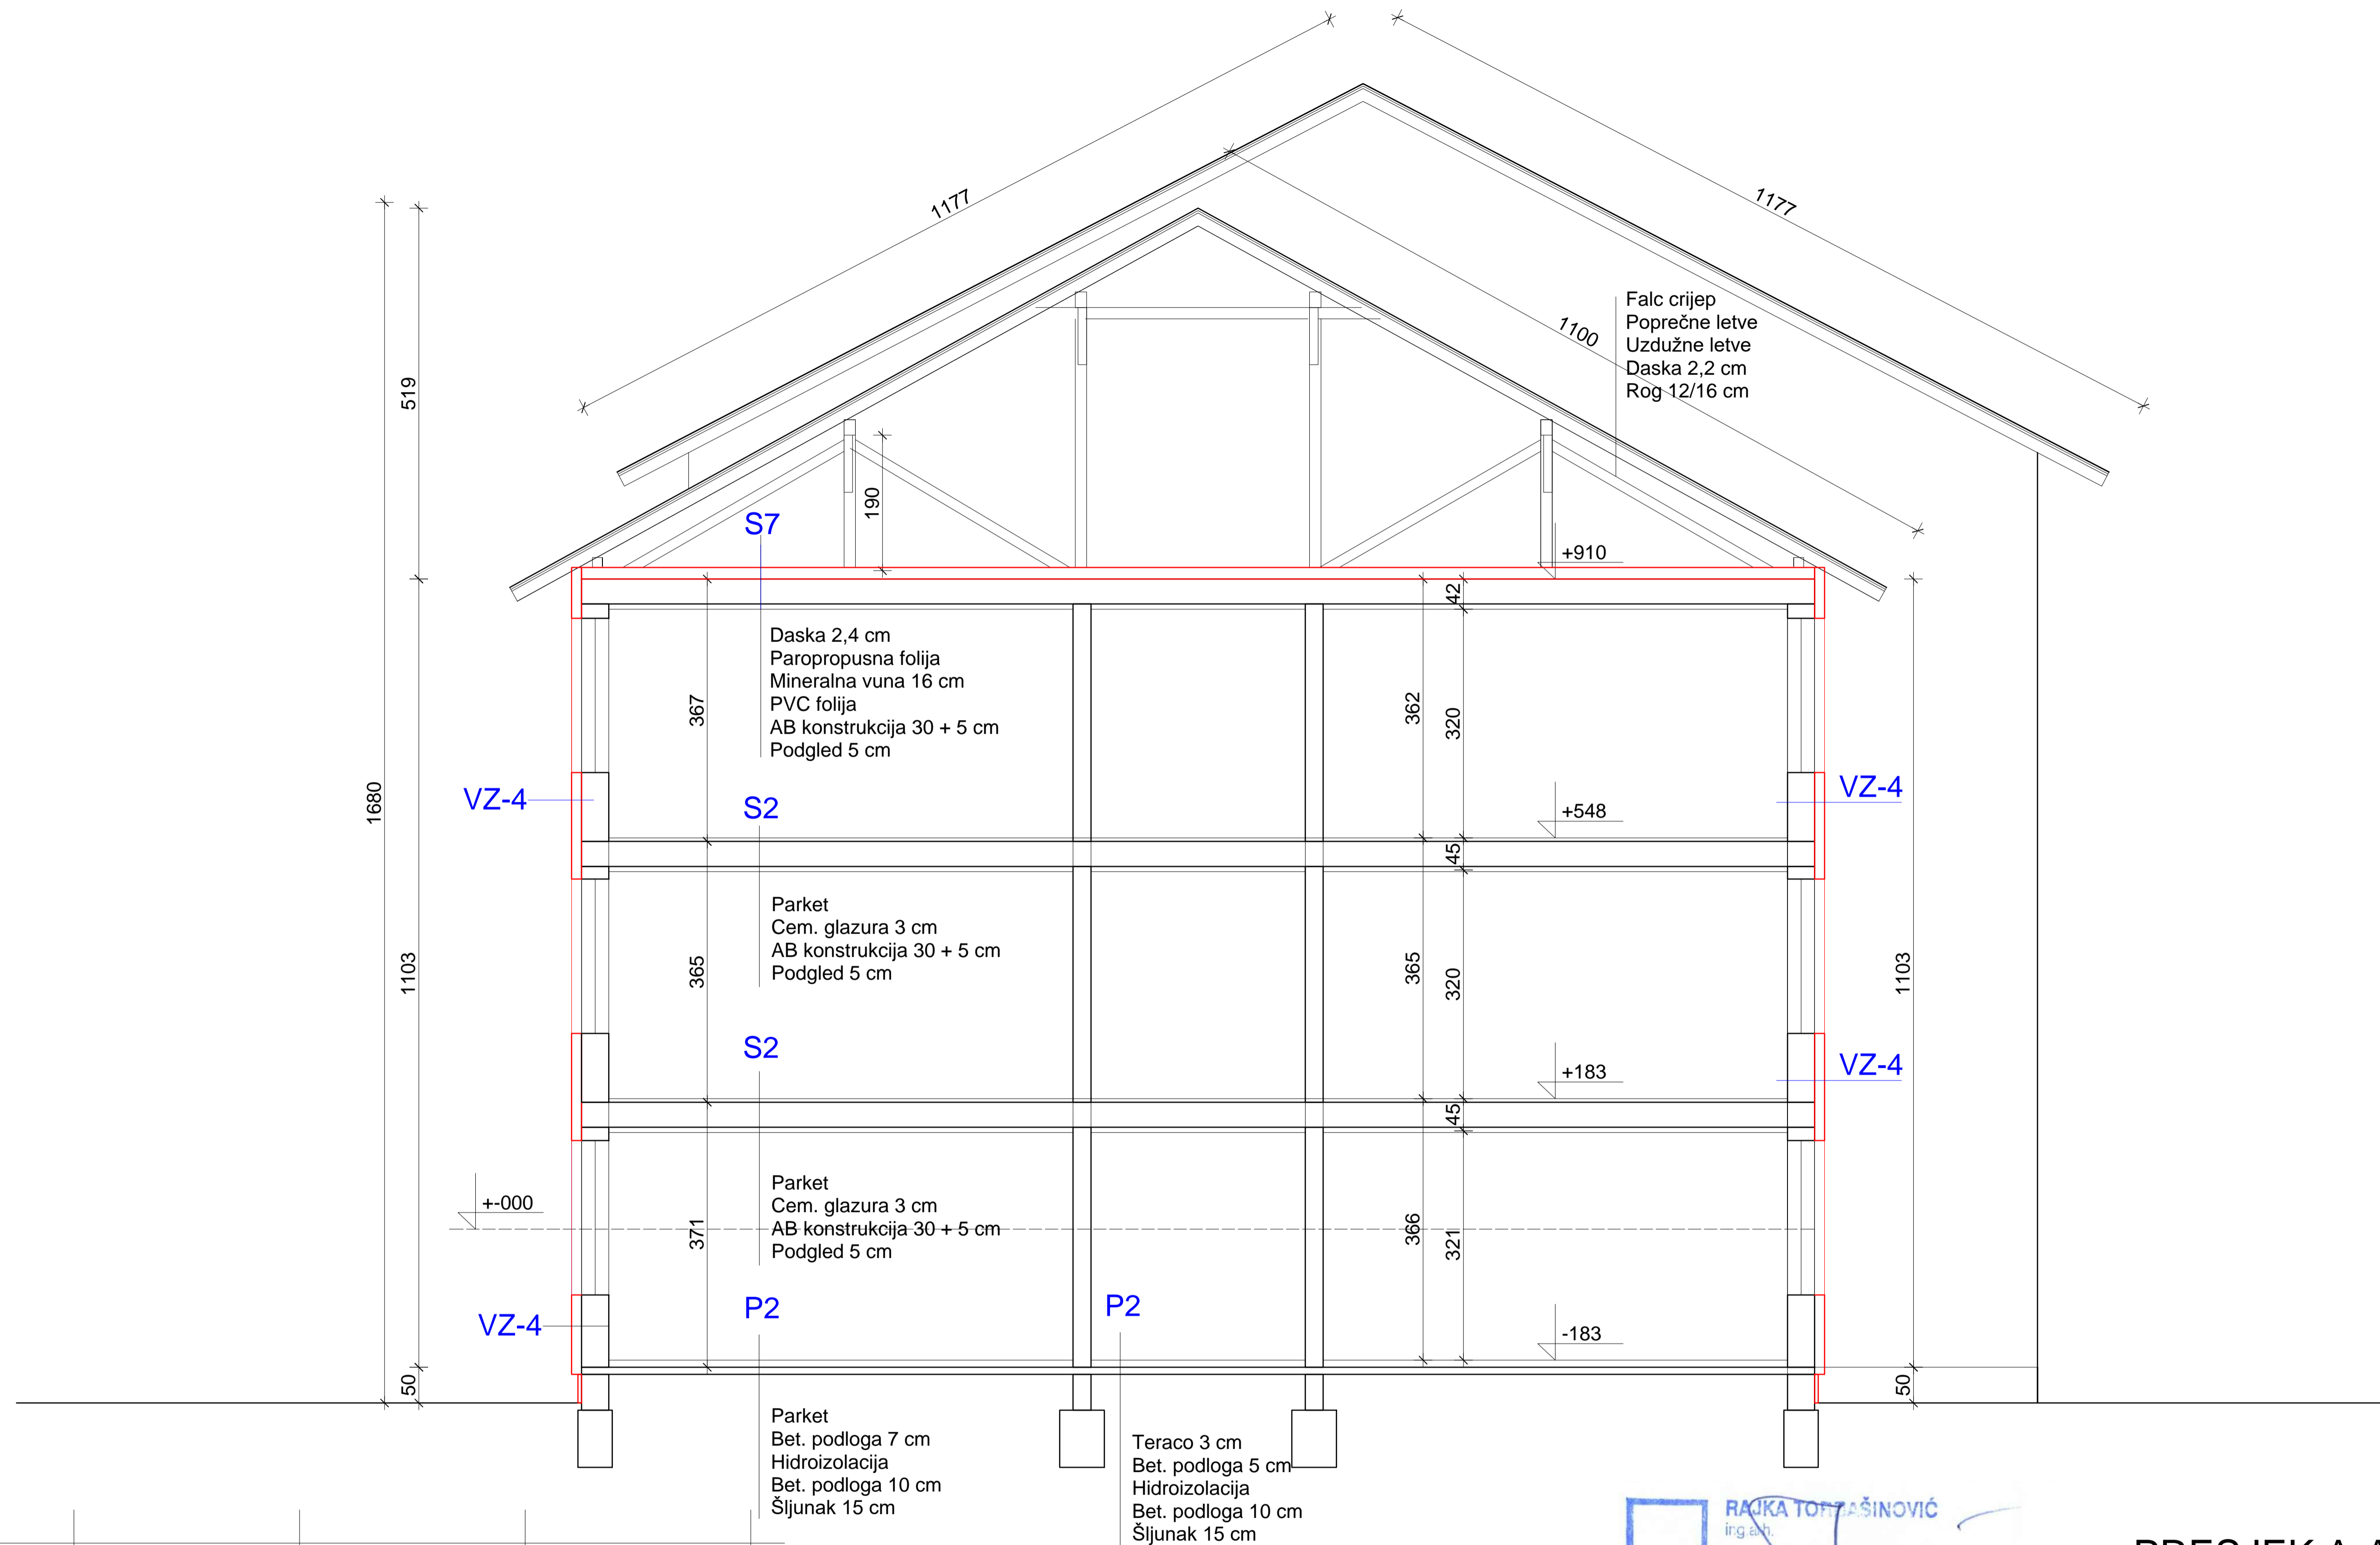 1177
1177
1100
Falc crijep
Poprečne letve
Uzdužne letve
Daska 2,2 cm
Rog 12/16 cm
519
190
S7
+910
42
Daska 2,4 cm
Paropropusna folija
Mineralna vuna 16 cm
PVC folija
AB konstrukcija 30 + 5 cm
Podgled 5 cm
367
362
320
1680
VZ-4
S2
+548
VZ-4
45
Parket
Cem. glazura 3 cm
AB konstrukcija 30 + 5 cm
Podgled 5 cm
1103
365
365
320
1103
S2
+183
VZ-4
45
Parket
Cem. glazura 3 cm
AB konstrukcija 30 + 5 cm
Podgled 5 cm
+-000
371
366
321
VZ-4
P2
P2
-183
50
50
Parket
Bet. podloga 7 cm
Hidroizolacija
Bet. podloga 10 cm
Šljunak 15 cm
Teraco 3 cm
Bet. podloga 5 cm
Hidroizolacija
Bet. podloga 10 cm
Šljunak 15 cm
RAJKA
ing.arh.
PRESJEK A-A